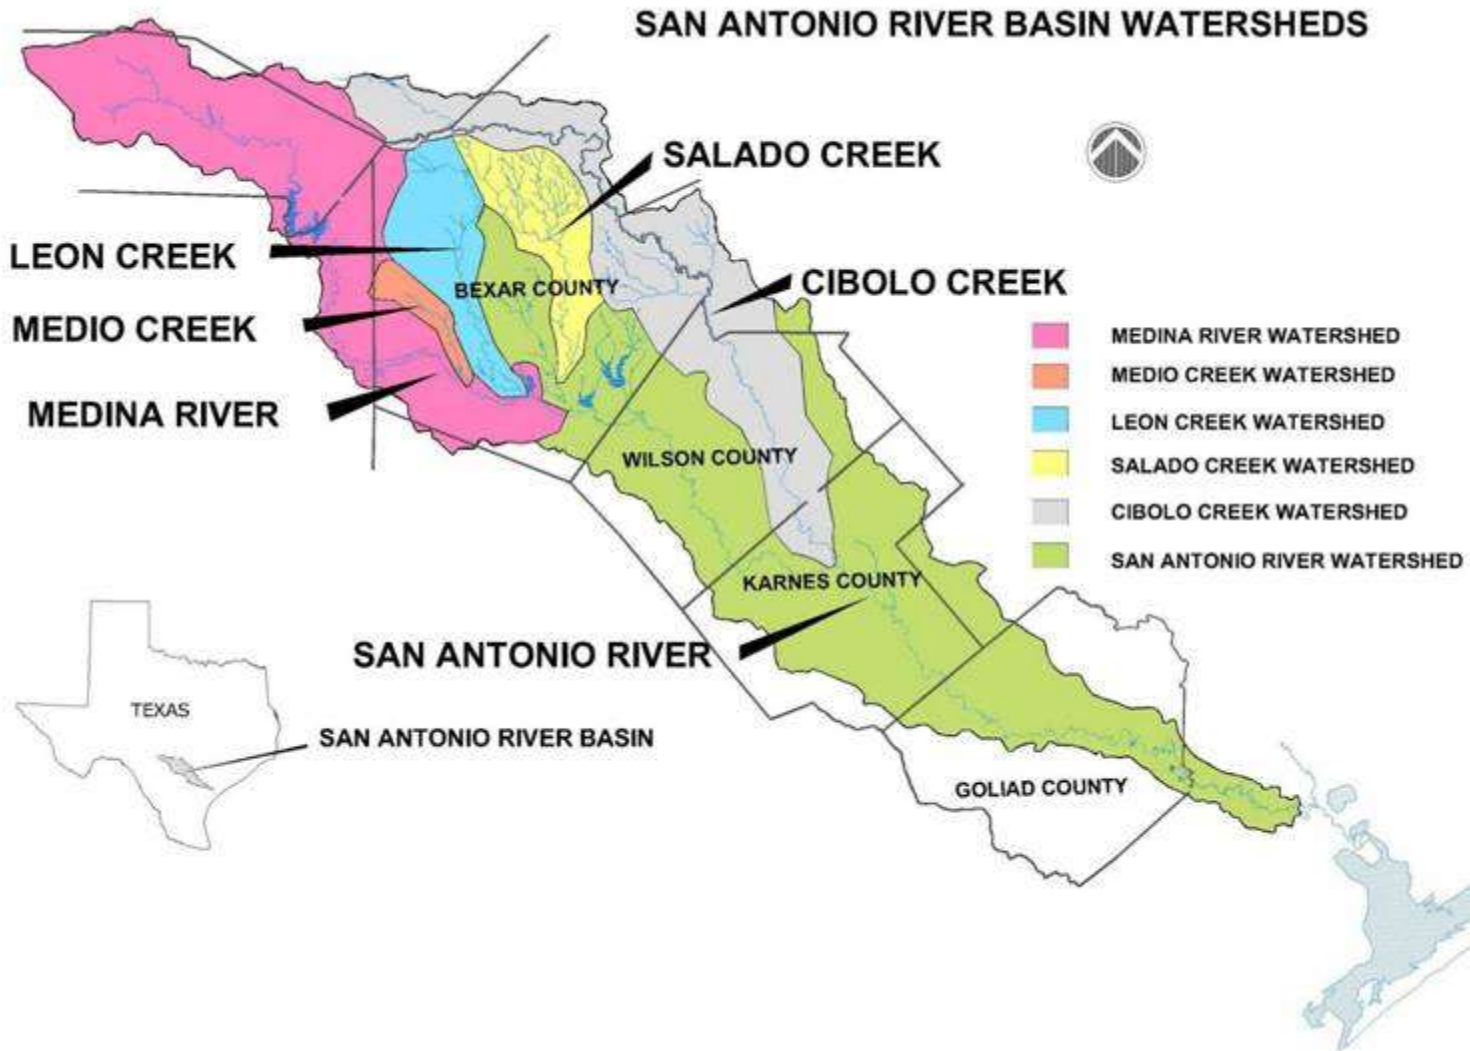 SAN ANTONIO RIVER BASIN WATERSHEDS
SALADO CREEK
LEON CREEK
BEXAR COUNTY
CIBOLO CREEK
MEDIO CREEK
MEDINA RIVER
WILSON COUNTY
KARNES COUNTY
SAN ANTONIO RIVER
GOLIAD COUNTY
MEDINA RIVER WATERSHED
MEDIO CREEK WATERSHED
LEON CREEK WATERSHED
SALADO CREEK WATERSHED
CIBOLO CREEK WATERSHED
SAN ANTONIO RIVER WATERSHED
TEXAS
SAN ANTONIO RIVER BASIN